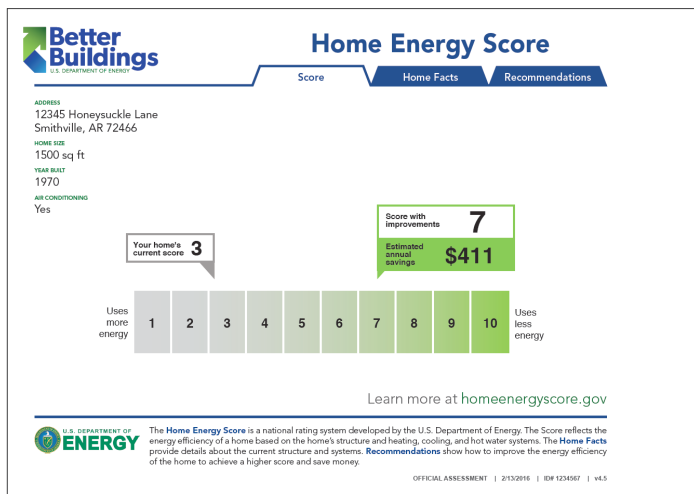 Better
Buildings
U.S. DEPARTMENT OF ENERGY
Home Energy Score
Score
Home Facts
Recommendations
ADDRESS
12345 Honeysuckle Lane
Smithville, AR 72466
HOME SIZE
1500 sq ft
YEAR BUILT
1970
AIR CONDITIONING
Yes
Your home's
current score 3
Score with
improvements 7
Estimated
annual
savings $411
Uses
more
energy
1 2 3 4 5 6 7 8 9 10
Uses
less
energy
Learn more at homeenergyscore.gov
U.S. DEPARTMENT OF
ENERGY
The Home Energy Score is a national rating system developed by the U.S. Department of Energy. The Score reflects the
energy efficiency of a home based on the home's structure and heating, cooling, and hot water systems. The Home Facts
provide details about the current structure and systems. Recommendations show how to improve the energy efficiency
of the home to achieve a higher score and save money.
OFFICIAL ASSESSMENT | 2/13/2016 | ID# 1234567 | v4.5